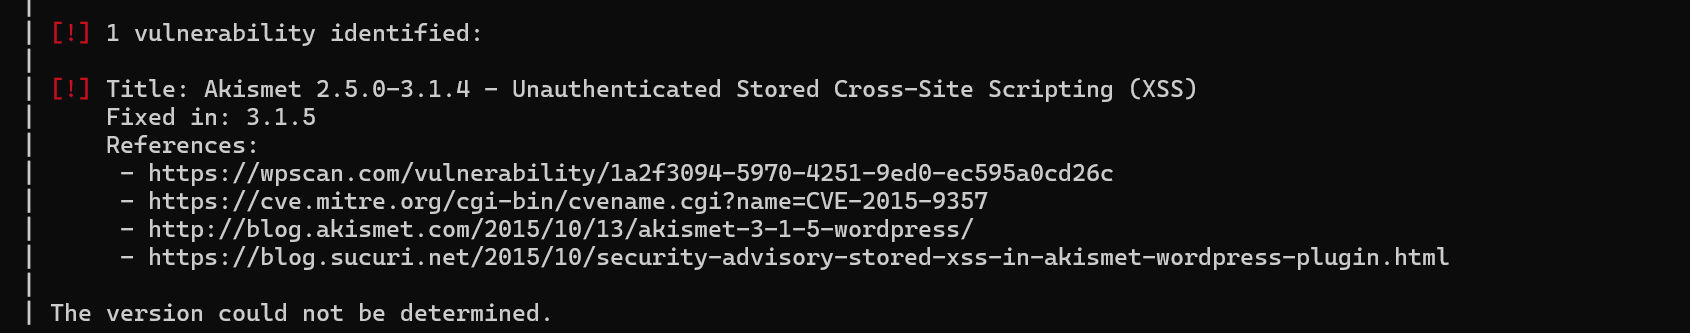 |
| [!] 1 vulnerability identified:
|
| [!] Title: Akismet 2.5.0-3.1.4 - Unauthenticated Stored Cross-Site Scripting (XSS)
|     Fixed in: 3.1.5
|     References:
|      - https://wpscan.com/vulnerability/1a2f3094-5970-4251-9ed0-ec595a0cd26c
|      - https://cve.mitre.org/cgi-bin/cvename.cgi?name=CVE-2015-9357
|      - http://blog.akismet.com/2015/10/13/akismet-3-1-5-wordpress/
|      - https://blog.sucuri.net/2015/10/security-advisory-stored-xss-in-akismet-wordpress-plugin.html
|
| The version could not be determined.